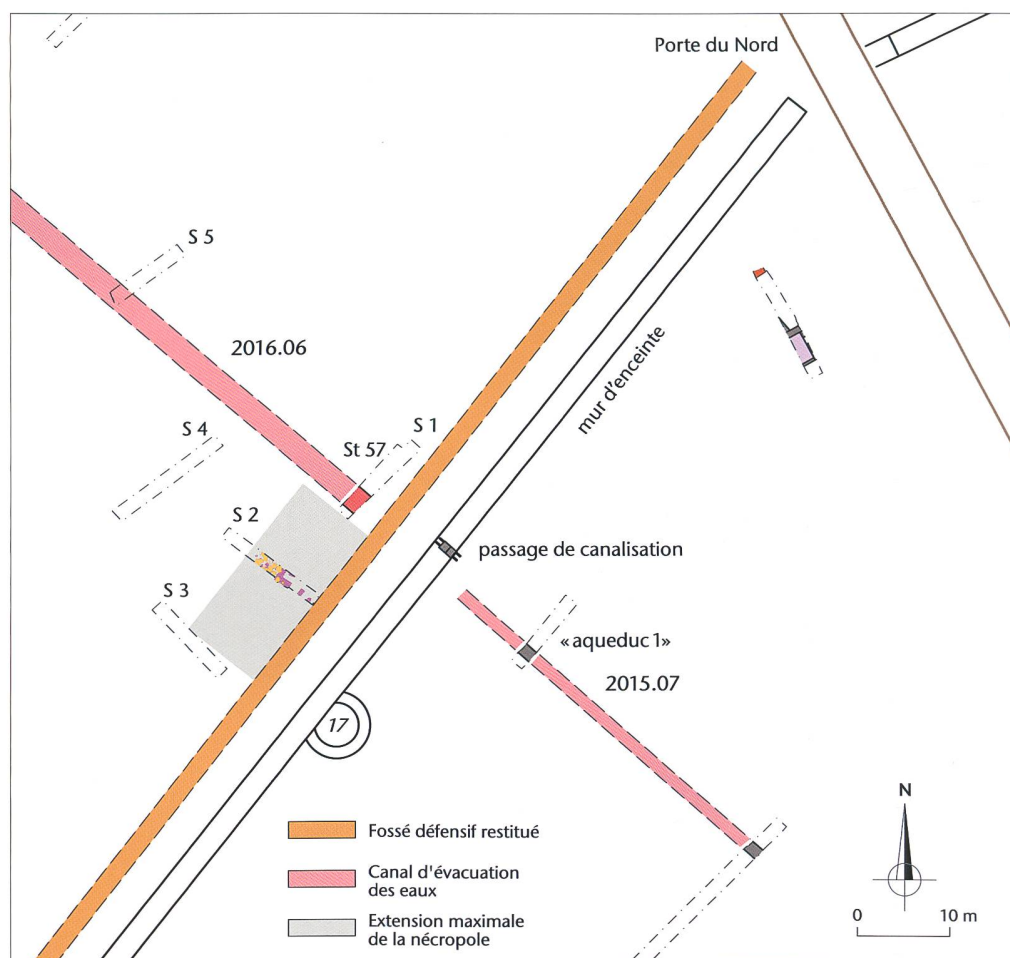 Porte du Nord
S 5
2016.06
mur d'enceinte
S 4
St 57
S 1
S 2
passage de canalisation
S 3
«aqueduc 1»
2015.07
17
Fossé défensif restitué
Canal d'évacuation
des eaux
Extension maximale
de la nécropole
N
0 10 m